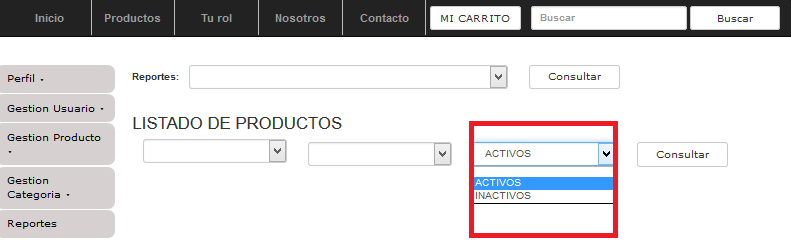 Inicio
Productos
Tu rol
Nosotros
Contacto
MI CARRITO
Buscar
Buscar
Perfil
Gestion Usuario
Gestion Producto
Gestion
Categoria
Reportes
Reportes:
Consultar
LISTADO DE PRODUCTOS
ACTIVOS
Consultar
ACTIVOS
INACTIVOS